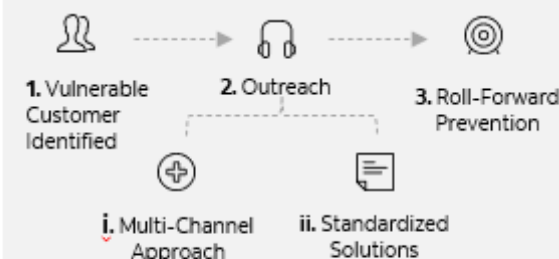 1. Vulnerable
Customer
Identified
2. Outreach
3. Roll-Forward
Prevention
i. Multi-Channel
Approach
ii. Standardized
Solutions